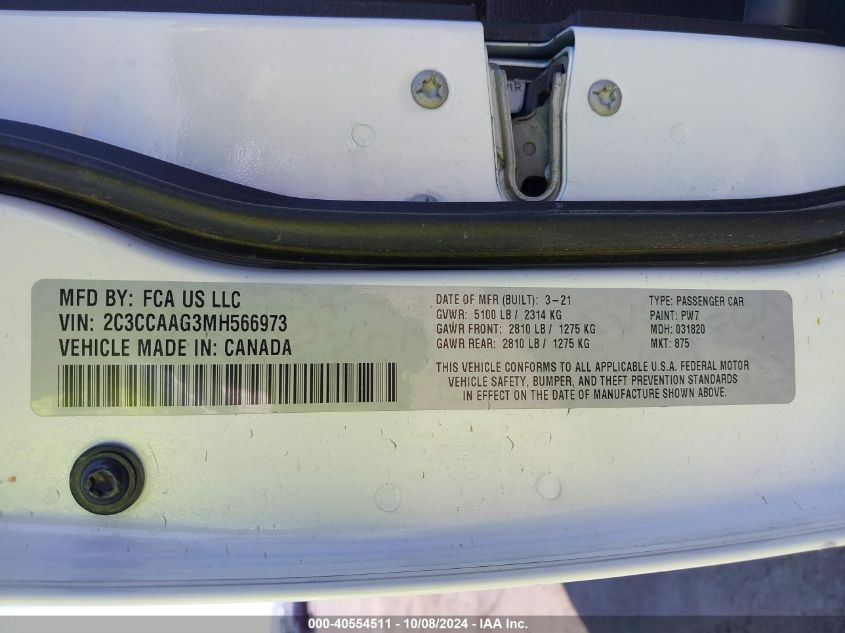 MFD BY: FCA US LLC
VIN: 2C3CCAAG3MH566973
VEHICLE MADE IN: CANADA
DATE OF MFR (BUILT): 3-21
GVWR: 5100 LB / 2314 KG
GAWR FRONT: 2810 LB / 1275 KG
GAWR REAR: 2810 LB / 1275 KG
TYPE: PASSENGER CAR
PAINT: PW7
MDH: 031820
MKT: 875
THIS VEHICLE CONFORMS TO ALL APPLICABLE U.S.A. FEDERAL MOTOR
VEHICLE SAFETY, BUMPER, AND THEFT PREVENTION STANDARDS
IN EFFECT ON THE DATE OF MANUFACTURE SHOWN ABOVE.
000-40554511 - 10/08/2024 - IAA Inc.